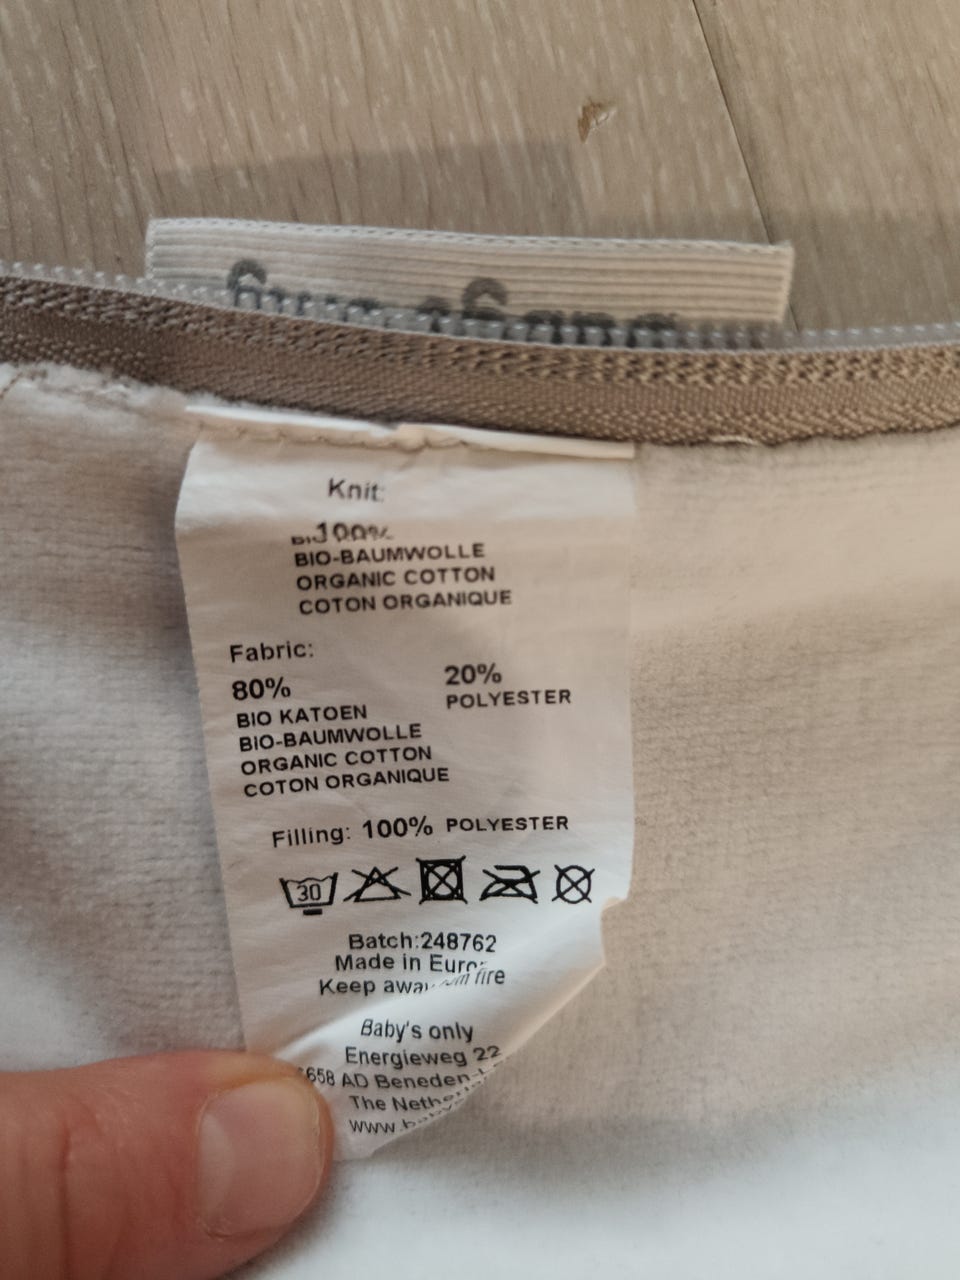 Knit:
100%
BIO-BAUMWOLLE
ORGANIC COTTON
COTON ORGANIQUE
Fabric:
80%
BIO KATOEN
BIO-BAUMWOLLE
ORGANIC COTTON
COTON ORGANIQUE
20%
POLYESTER
Filling: 100% POLYESTER
30
Batch:248762
Made in
Keep fire
Baby's only
Energieweg 22
AD
The